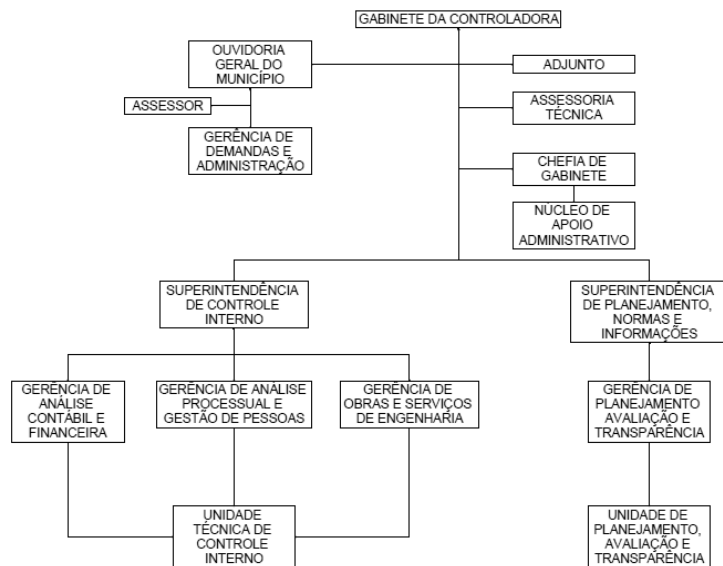 GABINETE DA CONTROLADORA
OUVIDORIA
GERAL DO
MUNICÍPIO
ADJUNTO
ASSESSOR
ASSESSORIA
TÉCNICA
GERÊNCIA DE
DEMANDAS E
ADMINISTRAÇÃO
CHEFIA DE
GABINETE
NÚCLEO DE
APOIO
ADMINISTRATIVO
SUPERINTENDÊNCIA
DE CONTROLE
INTERNO
SUPERINTENDÊNCIA
DE PLANEJAMENTO,
NORMAS E
INFORMAÇÕES
GERÊNCIA DE
ANÁLISE
CONTÁBIL E
FINANCEIRA
GERÊNCIA DE ANÁLISE
PROCESSUAL E
GESTÃO DE PESSOAS
GERÊNCIA DE
OBRAS E SERVIÇOS
DE ENGENHARIA
GERÊNCIA DE
PLANEJAMENTO
AVALIAÇÃO E
TRANSPARÊNCIA
UNIDADE
TÉCNICA DE
CONTROLE
INTERNO
UNIDADE DE
PLANEJAMENTO,
AVALIAÇÃO E
TRANSPARÊNCIA